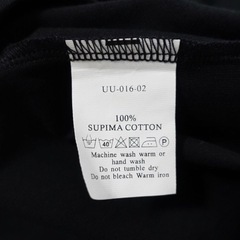 UU-016-02
100%
SUPIMA COTTON
40
Machine wash warm or
hand wash
Do not tumble dry
Do not bleach Warm iron